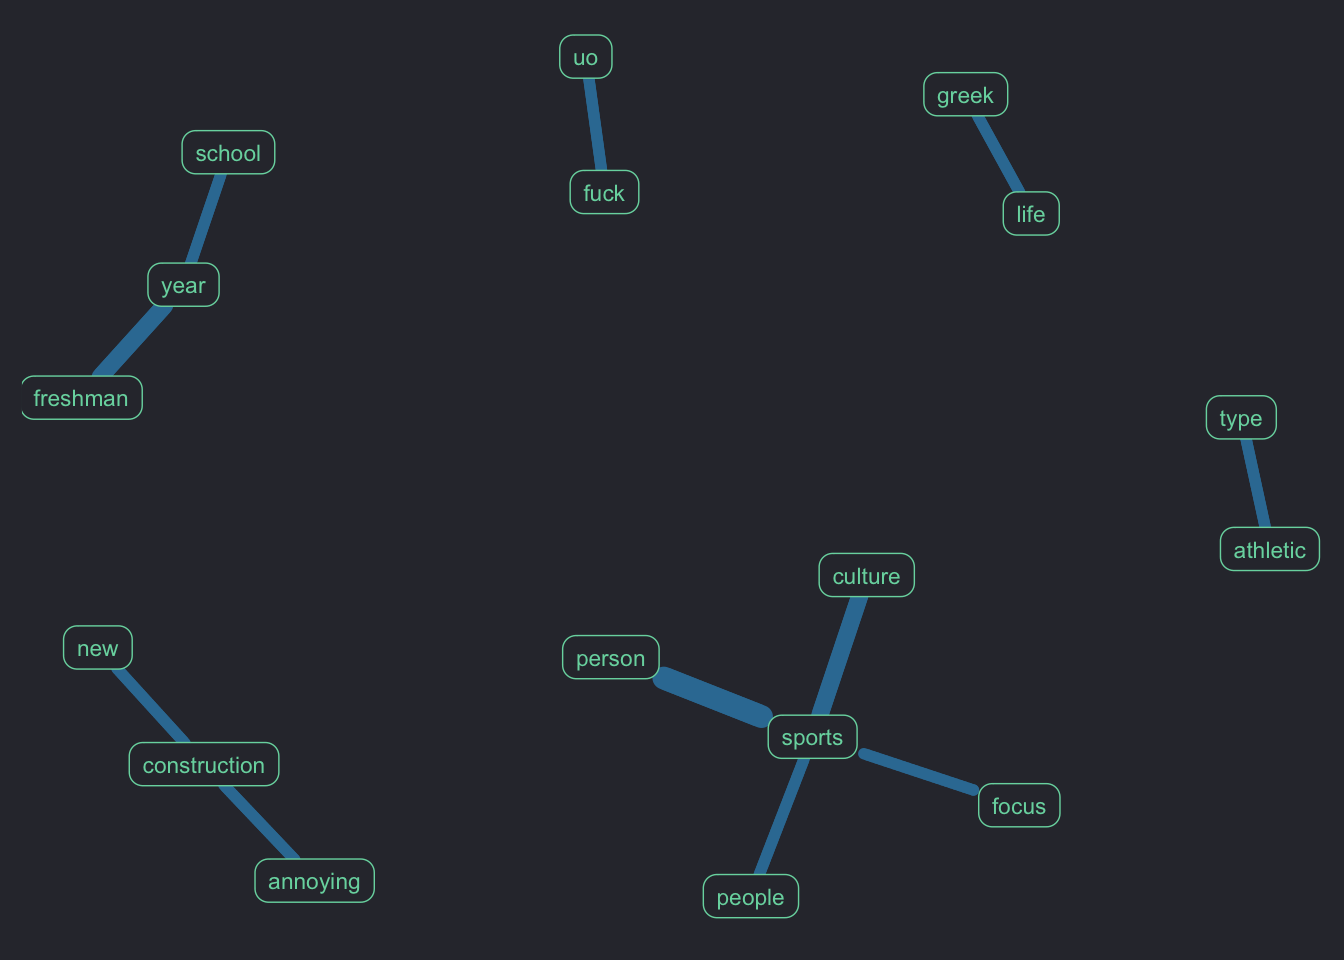 uo
greek
school
fuck
life
year
freshman
type
athletic
culture
new
person
sports
construction
focus
annoying
people